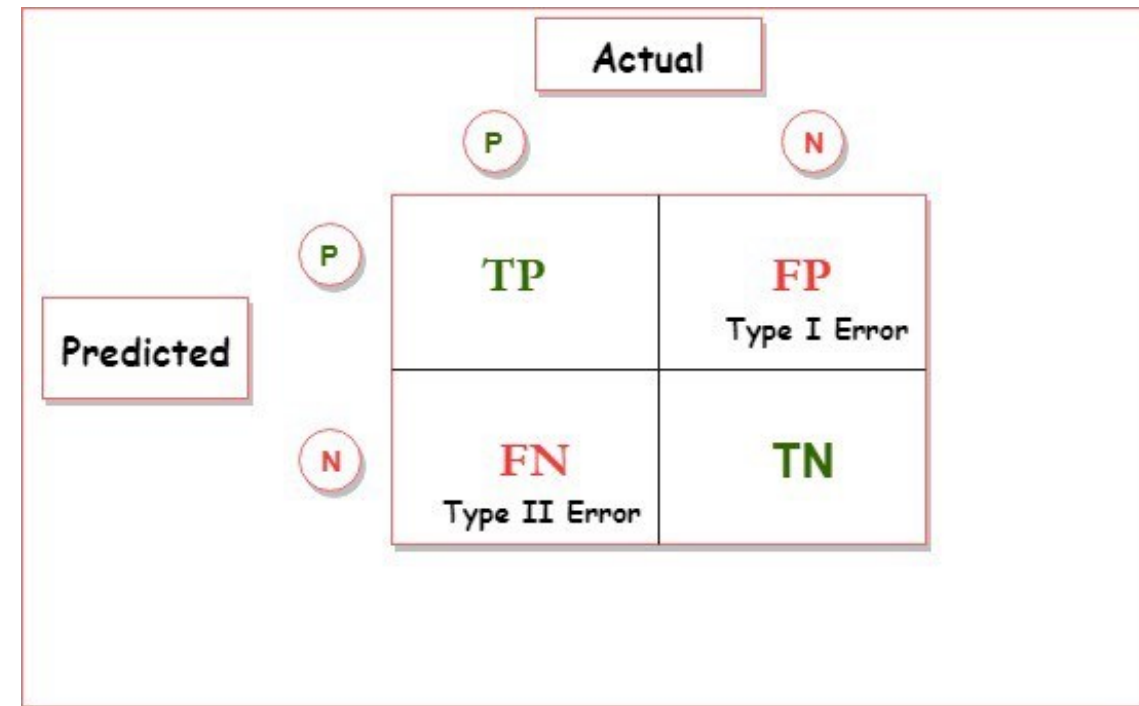 Actual
P N
P
TP FP
Type I Error
Predicted
N
FN TN
Type II Error